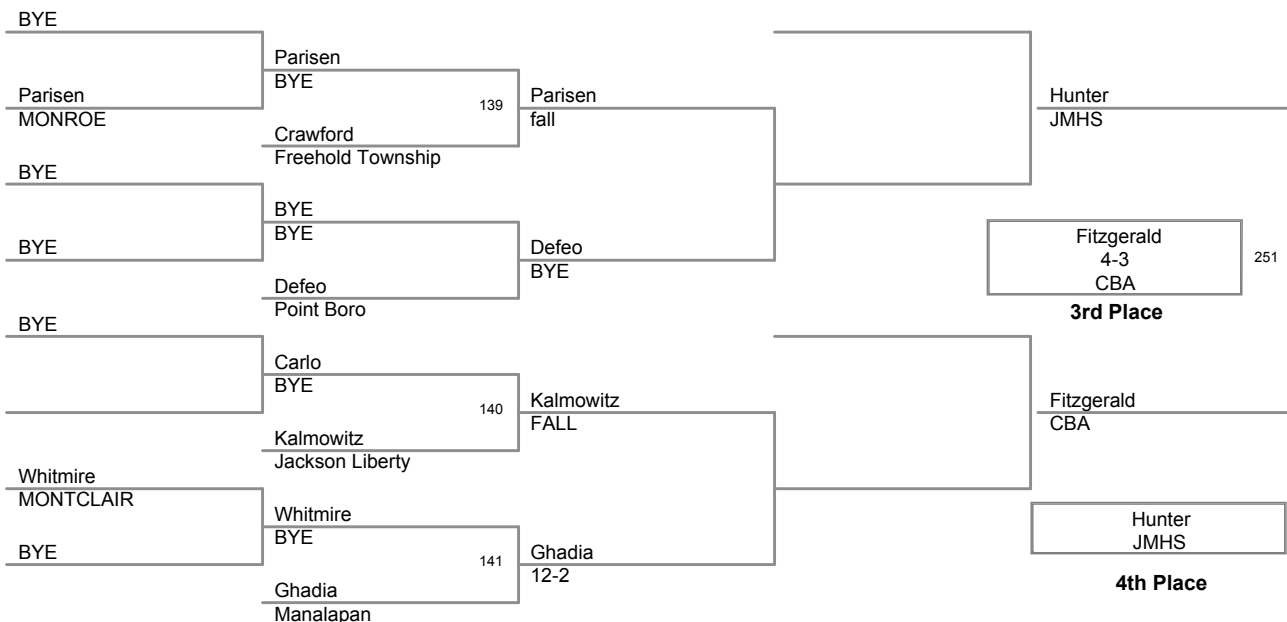 BYE
Parisen
MONROE
BYE
BYE
BYE
Whitmire
MONTCLAIR
BYE
Parisen
BYE
139
Crawford
Freehold Township
BYE
BYE
Defeo
Point Boro
Carlo
BYE
140
Kalmowitz
Jackson Liberty
Whitmire
BYE
141
Ghadia
Manalapan
Parisen
fall
Defeo
BYE
Kalmowitz
FALL
Ghadia
12-2
Hunter
JMHS
Fitzgerald
4-3
CBA
251
3rd Place
Fitzgerald
CBA
Hunter
JMHS
4th Place